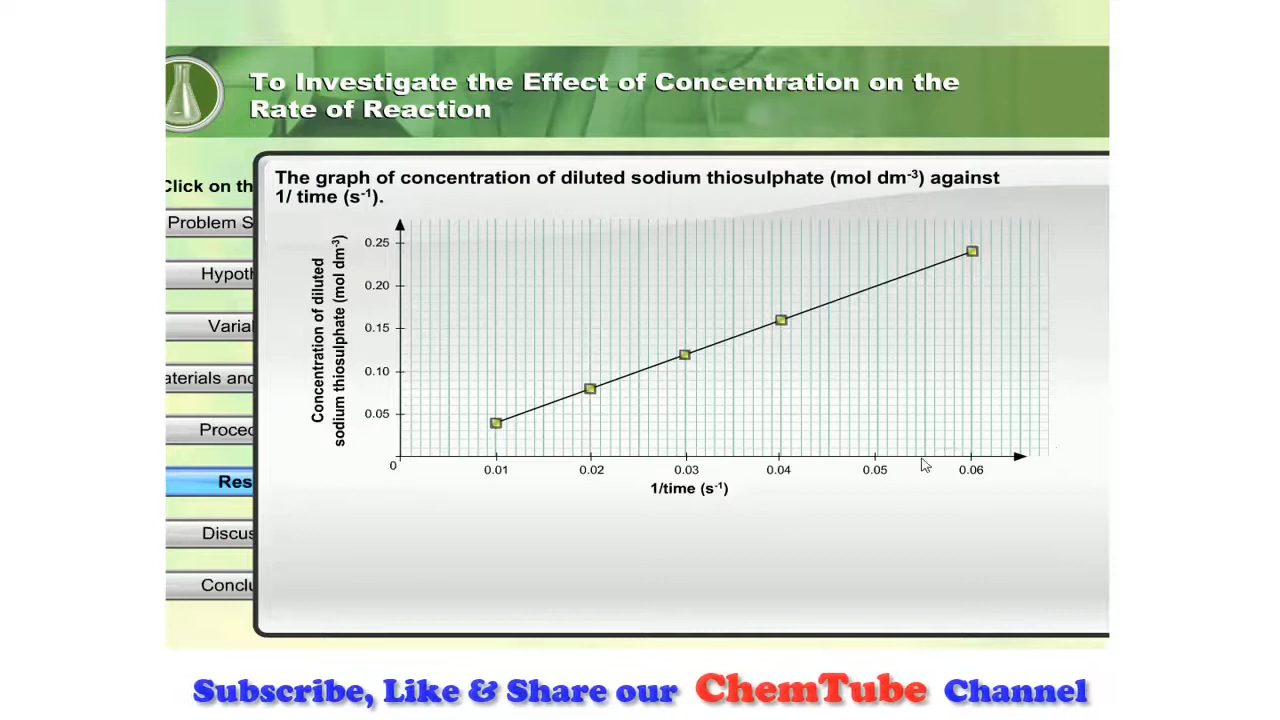 To Investigate the Effect of Concentration on the
Rate of Reaction
Click on th
The graph of concentration of diluted sodium thiosulphate (mol dm-3) against
1/ time (s-1).
Problem S
Hypoth
Varial
aterials and
Proced
Res
Discus
Conclu
Concentration of diluted
sodium thiosulphate (mol dm-3)
0.25
0.20
0.15
0.10
0.05
0
0.01 0.02 0.03 0.04 0.05 0.06
1/time (s-1)
Subscribe, Like & Share our ChemTube Channel